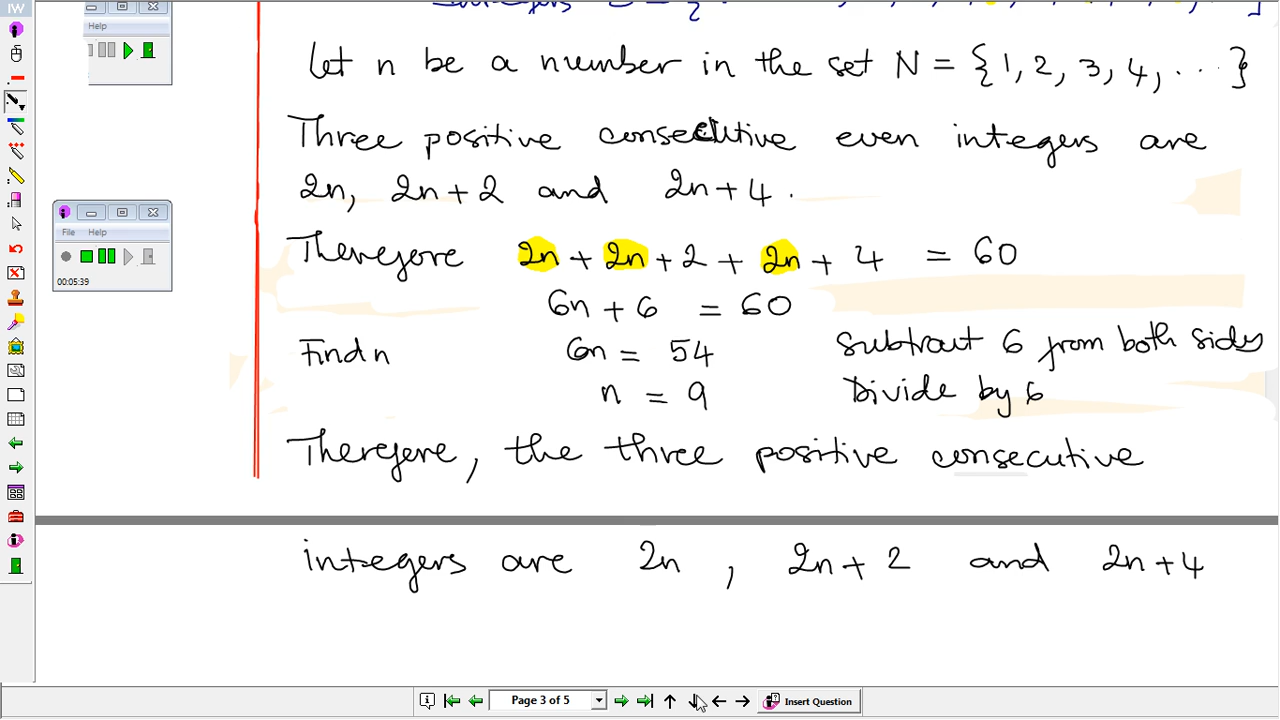 IW
Help
Let n be a number in the set N = {1, 2, 3, 4, ...}
Three positive consecutive even integers are
2n, 2n+2 and 2n+4.
File Help
Therefore 2n + 2n + 2 + 2n + 4 = 60
00:05:39
6n + 6 = 60
Find n 6n = 54 Subtract 6 from both sides
n = 9 Divide by 6
Therefore, the three positive consecutive
integers are 2n , 2n+2 and 2n+4
Page 3 of 5 Insert Question